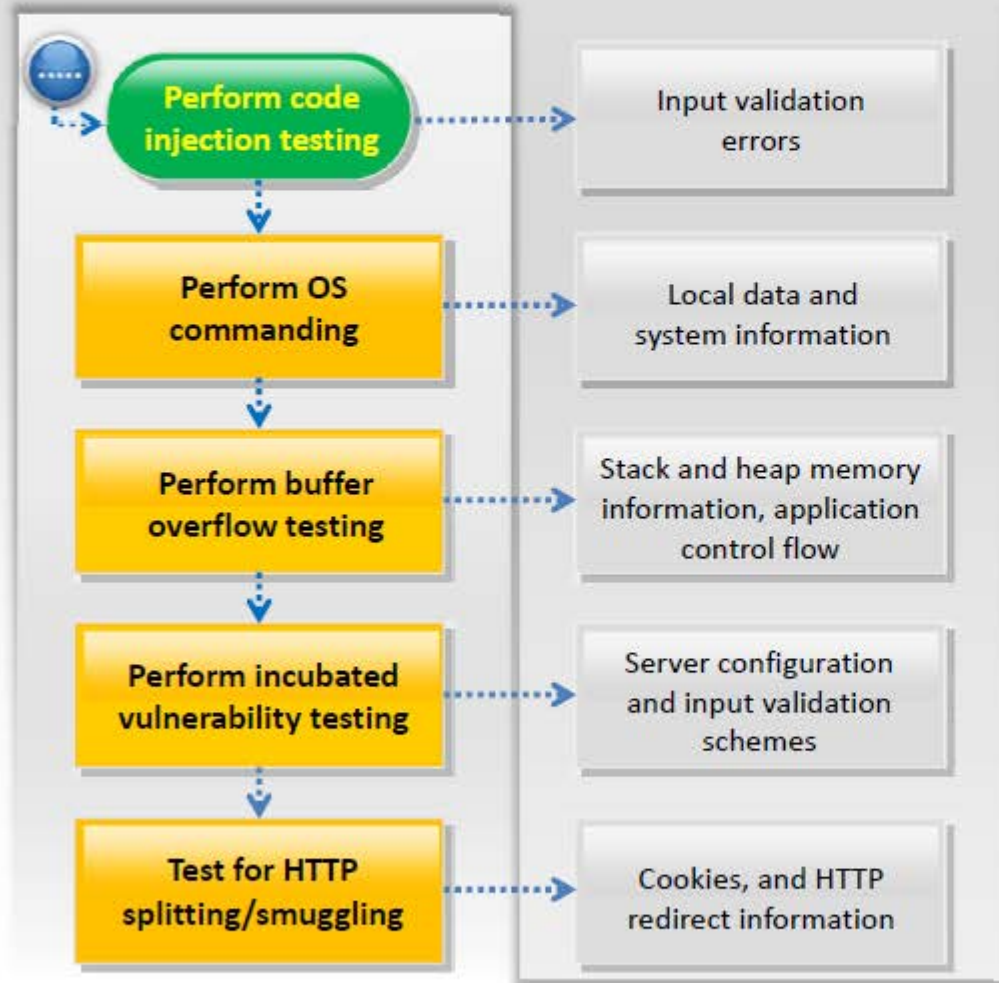 Perform code
injection testing
Input validation
errors
Perform OS
commanding
Local data and
system information
Perform buffer
overflow testing
Stack and heap memory
information, application
control flow
Perform incubated
vulnerability testing
Server configuration
and input validation
schemes
Test for HTTP
splitting/smuggling
Cookies, and HTTP
redirect information